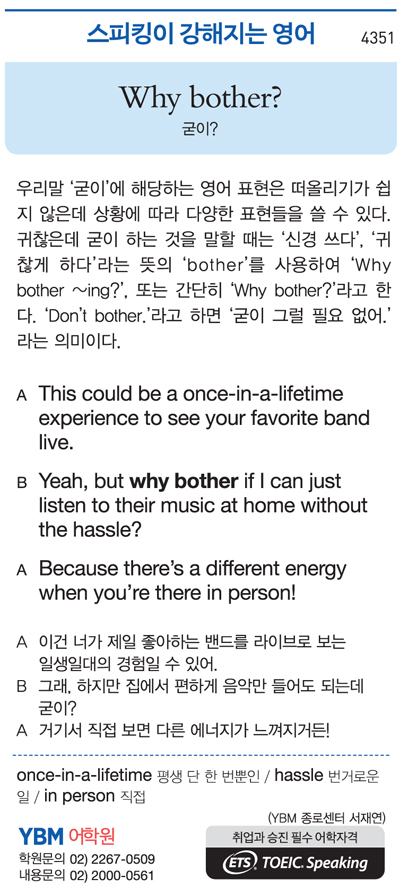 스피킹이 강해지는 영어
4351
Why bother?
굳이?
우리말 ‘굳이’에 해당하는 영어 표현은 떠올리기가 쉽
지 않은데 상황에 따라 다양한 표현들을 쓸 수 있다.
귀찮은데 굳이 하는 것을 말할 때는 ‘신경 쓰다’, ‘귀
찮게 하다’라는 뜻의 ‘bother’를 사용하여 ‘Why
bother ~ing?’, 또는 간단히 ‘Why bother?’라고 한
다. ‘Don’t bother.’라고 하면 ‘굳이 그럴 필요 없어.’
라는 의미이다.
A This could be a once-in-a-lifetime
experience to see your favorite band
live.
B Yeah, but why bother if I can just
listen to their music at home without
the hassle?
A Because there’s a different energy
when you’re there in person!
A 이건 너가 제일 좋아하는 밴드를 라이브로 보는
일생일대의 경험일 수 있어.
B 그래, 하지만 집에서 편하게 음악만 들어도 되는데
굳이?
A 거기서 직접 보면 다른 에너지가 느껴지거든!
once-in-a-lifetime 평생 단 한 번뿐인 / hassle 번거로운
일 / in person 직접
(YBM 종로센터 서재연)
YBM 어학원
학원문의 02) 2267-0509
내용문의 02) 2000-0561
취업과 승진 필수 어학자격
ETS TOEIC Speaking